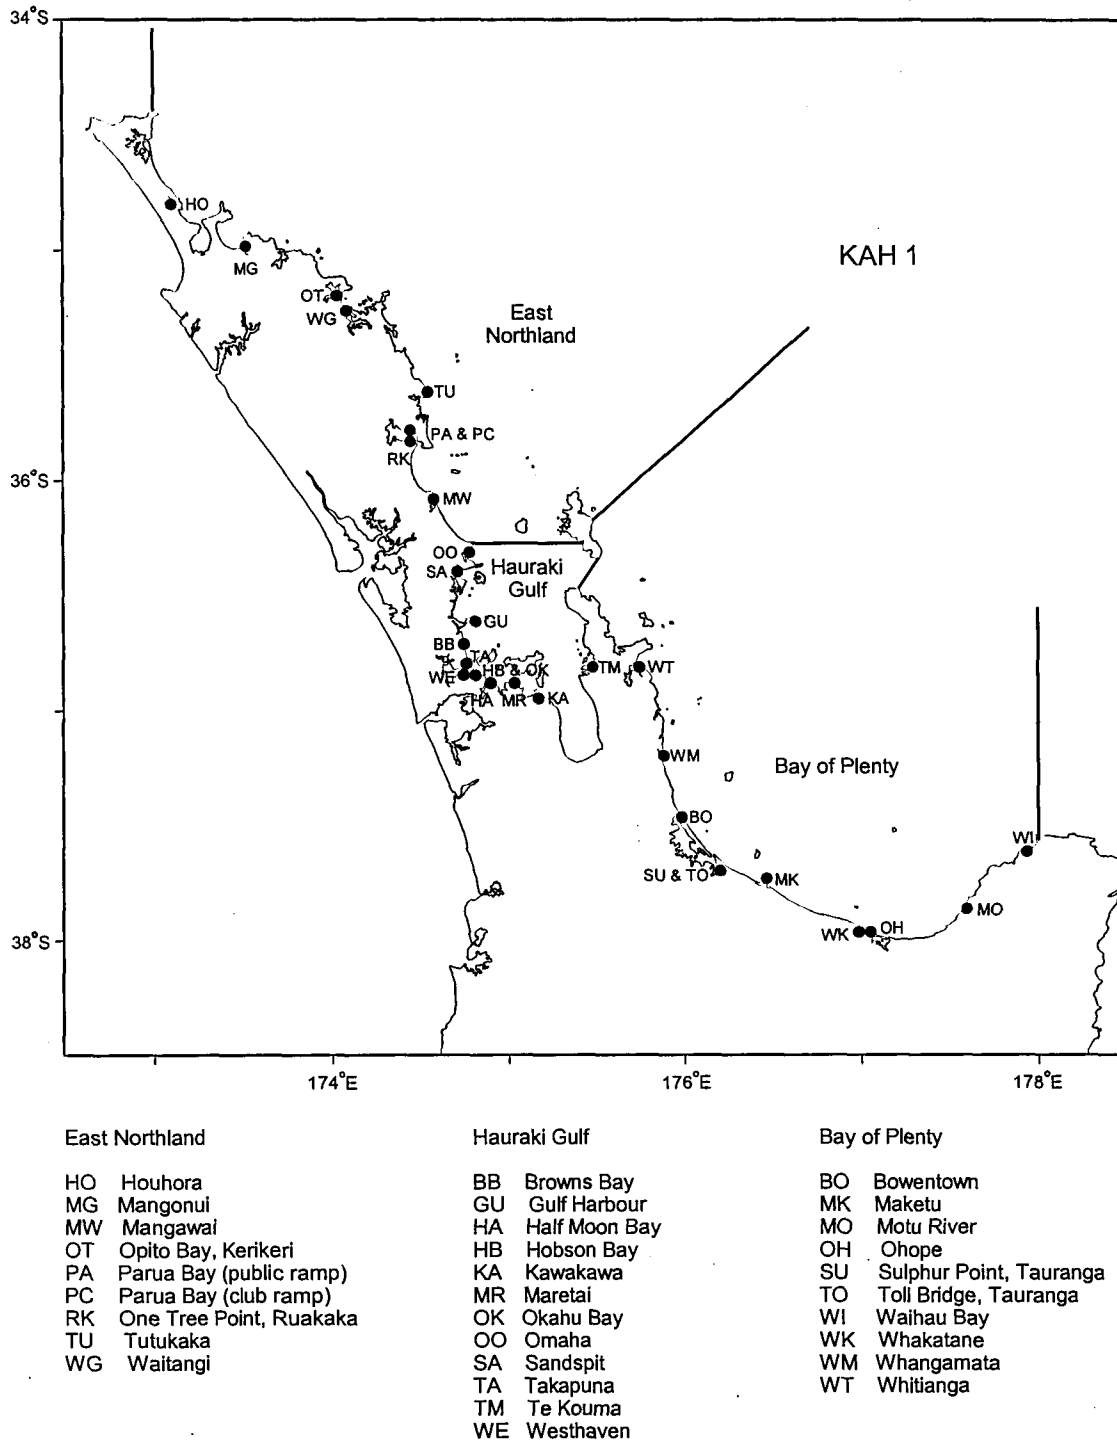 34°S
HO
MG
KAH 1
OT
WG
East
Northland
TU
PA & PC
RK
36°S
MW
OO
Hauraki
SA
Gulf
GU
BB
TA
HB & OK
WE
TM
WT
HA
MR
KA
WM
Bay of Plenty
BO
WI
SU & TO
MK
MO
WK
OH
38°S
174°E
176°E
178°E
East Northland
HO Houhora
MG Mangonui
MW Mangawai
OT Opito Bay, Kerikeri
PA Parua Bay (public ramp)
PC Parua Bay (club ramp)
RK One Tree Point, Ruakaka
TU Tutukaka
WG Waitangi
Hauraki Gulf
BB Browns Bay
GU Gulf Harbour
HA Half Moon Bay
HB Hobson Bay
KA Kawakawa
MR Maretai
OK Okahu Bay
OO Omaha
SA Sandspit
TA Takapuna
TM Te Kouma
WE Westhaven
Bay of Plenty
BO Bowentown
MK Maketu
MO Motu River
OH Ohope
SU Sulphur Point, Tauranga
TO Toll Bridge, Tauranga
WI Waihau Bay
WK Whakatane
WM Whangamata
WT Whitianga